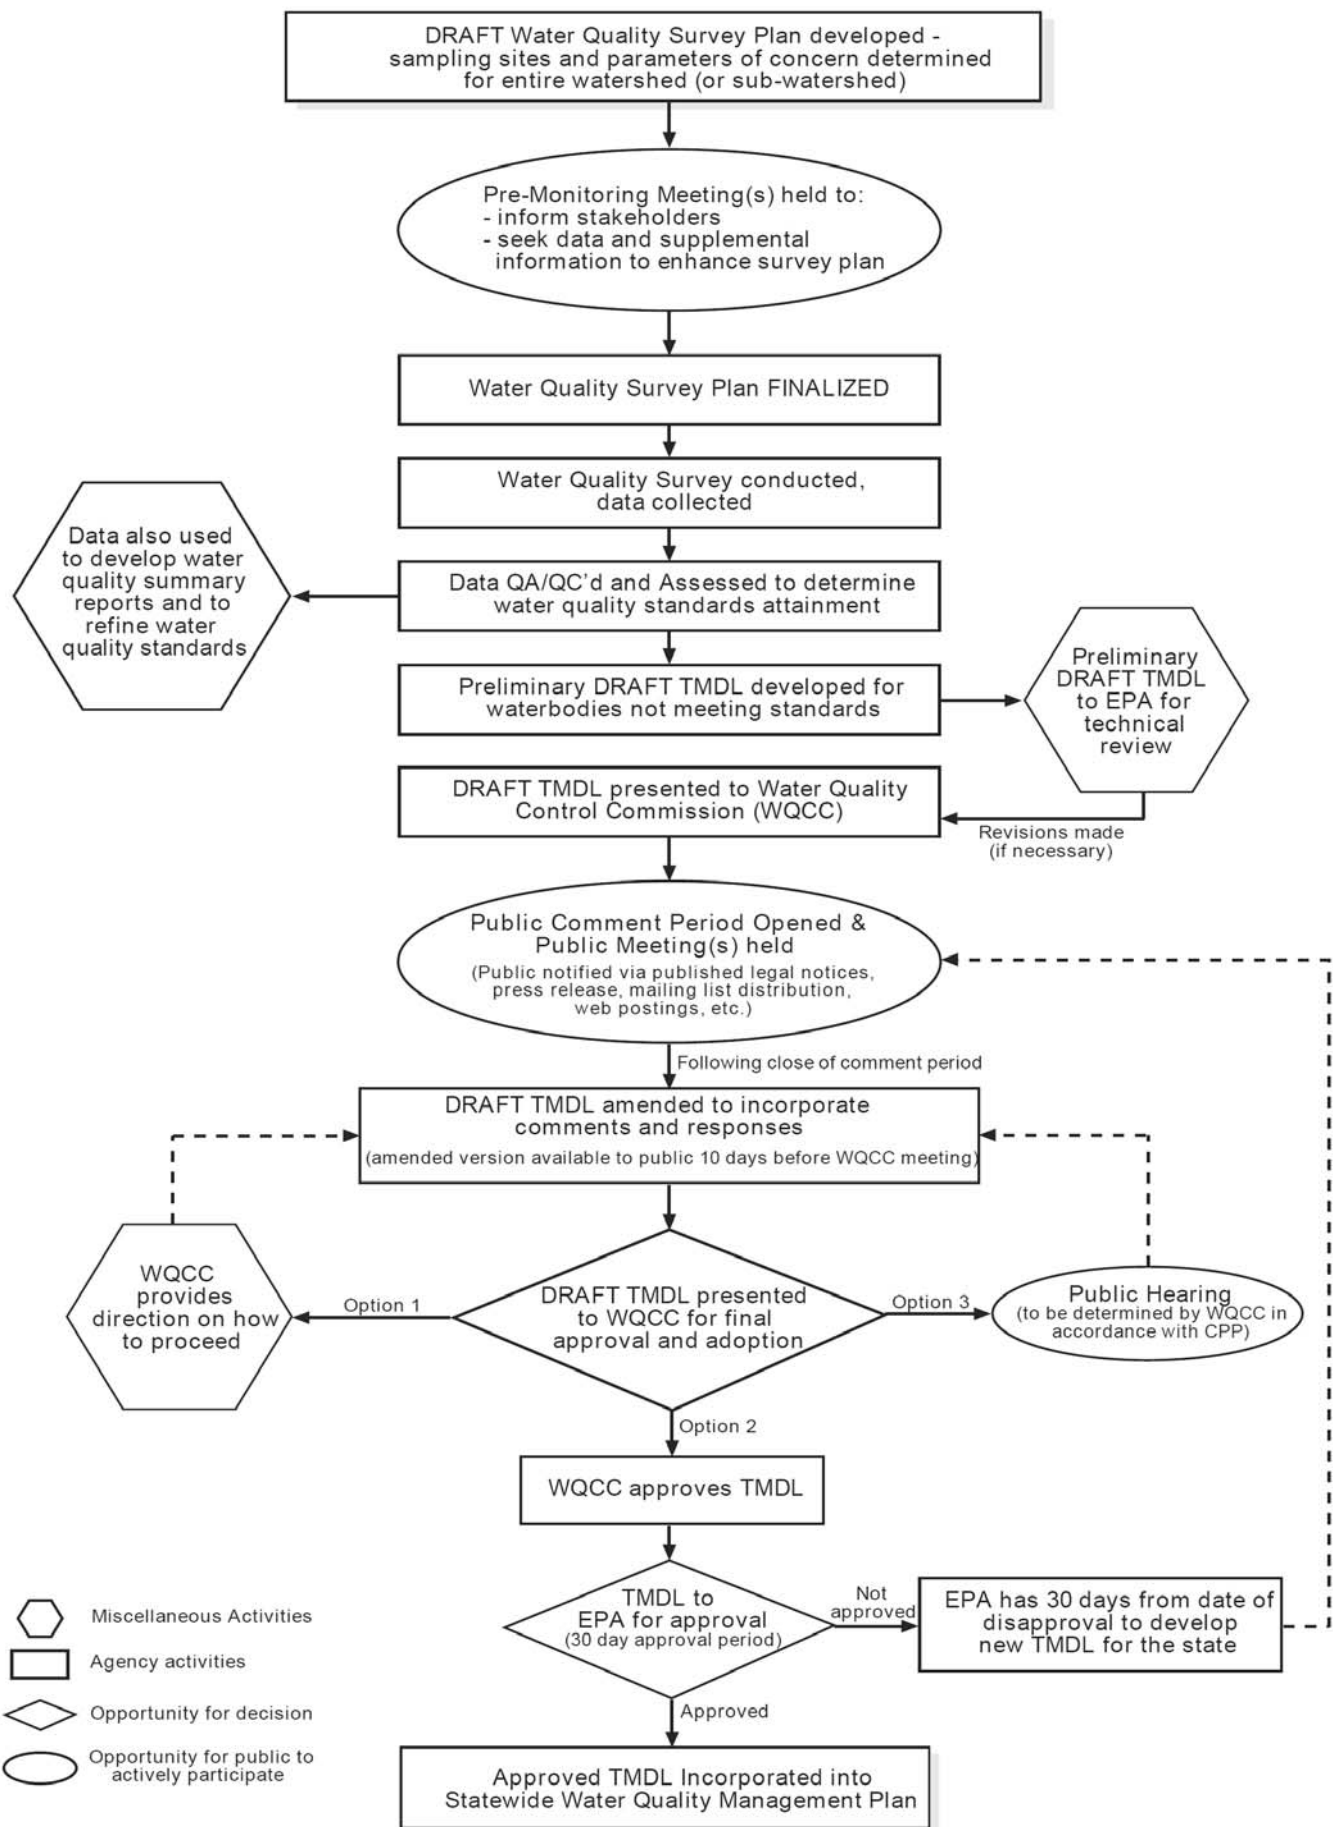 DRAFT Water Quality Survey Plan developed -
sampling sites and parameters of concern determined
for entire watershed (or sub-watershed)
Pre-Monitoring Meeting(s) held to:
- inform stakeholders
- seek data and supplemental
information to enhance survey plan
Water Quality Survey Plan FINALIZED
Water Quality Survey conducted,
data collected
Data QA/QC'd and Assessed to determine
water quality standards attainment
Data also used
to develop water
quality summary
reports and to
refine water
quality standards
Preliminary DRAFT TMDL developed for
waterbodies not meeting standards
Preliminary
DRAFT TMDL
to EPA for
technical
review
Revisions made
(if necessary)
DRAFT TMDL presented to Water Quality
Control Commission (WQCC)
Public Comment Period Opened &
Public Meeting(s) held
(Public notified via published legal notices,
press release, mailing list distribution,
web postings, etc.)
Following close of comment period
DRAFT TMDL amended to incorporate
comments and responses
(amended version available to public 10 days before WQCC meeting)
DRAFT TMDL presented
to WQCC for final
approval and adoption
Option 1
WQCC
provides
direction on how
to proceed
Option 3
Public Hearing
(to be determined by WQCC in
accordance with CPP)
Option 2
WQCC approves TMDL
TMDL to
EPA for approval
(30 day approval period)
Not
approved
EPA has 30 days from date of
disapproval to develop
new TMDL for the state
Approved
Approved TMDL Incorporated into
Statewide Water Quality Management Plan
Miscellaneous Activities
Agency activities
Opportunity for decision
Opportunity for public to
actively participate